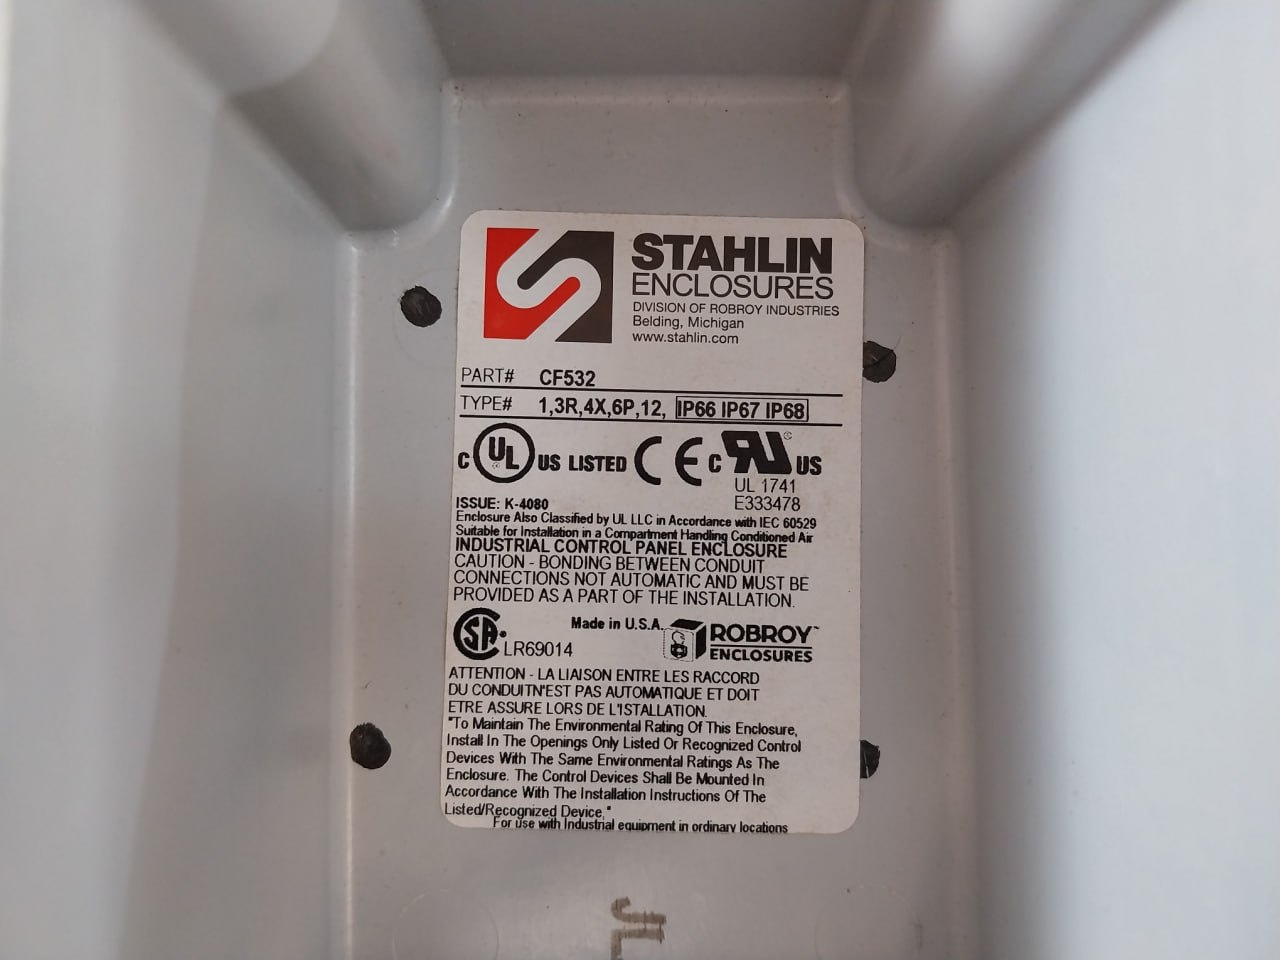 STAHLIN
ENCLOSURES
DIVISION OF ROBROY INDUSTRIES
Belding, Michigan
www.stahlin.com
PART# CF532
TYPE# 1,3R,4X,6P,12, IP66 IP67 IP68
C UL ® US LISTED CE C RU ® US
UL 1741
E333478
ISSUE: K-4080
Enclosure Also Classified by UL LLC in Accordance with IEC 60529
Suitable for Installation in a Compartment Handling Conditioned Air
INDUSTRIAL CONTROL PANEL ENCLOSURE
CAUTION - BONDING BETWEEN CONDUIT
CONNECTIONS NOT AUTOMATIC AND MUST BE
PROVIDED AS A PART OF THE INSTALLATION.
Made in U.S.A.
SA LR69014
ROBROY™
ENCLOSURES
ATTENTION - LA LIAISON ENTRE LES RACCORD
DU CONDUITN'EST PAS AUTOMATIQUE ET DOIT
ETRE ASSURE LORS DE L'ISTALLATION.
"To Maintain The Environmental Rating Of This Enclosure,
Install In The Openings Only Listed Or Recognized Control
Devices With The Same Environmental Ratings As The
Enclosure. The Control Devices Shall Be Mounted In
Accordance With The Installation Instructions Of The
Listed/Recognized Device,"
For use with Industrial equipment in ordinary locations
JL